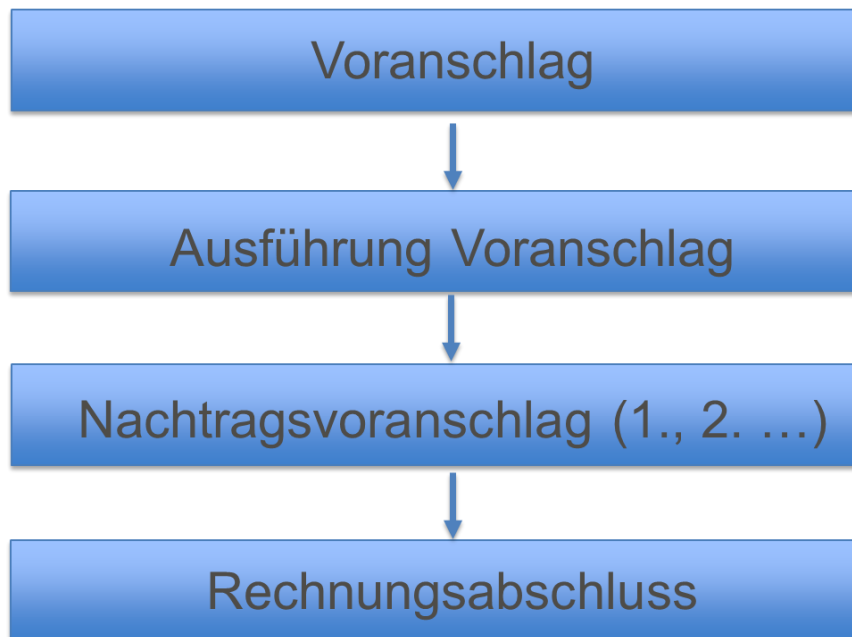 Voranschlag
Ausführung Voranschlag
Nachtragsvoranschlag (1., 2. …)
Rechnungsabschluss